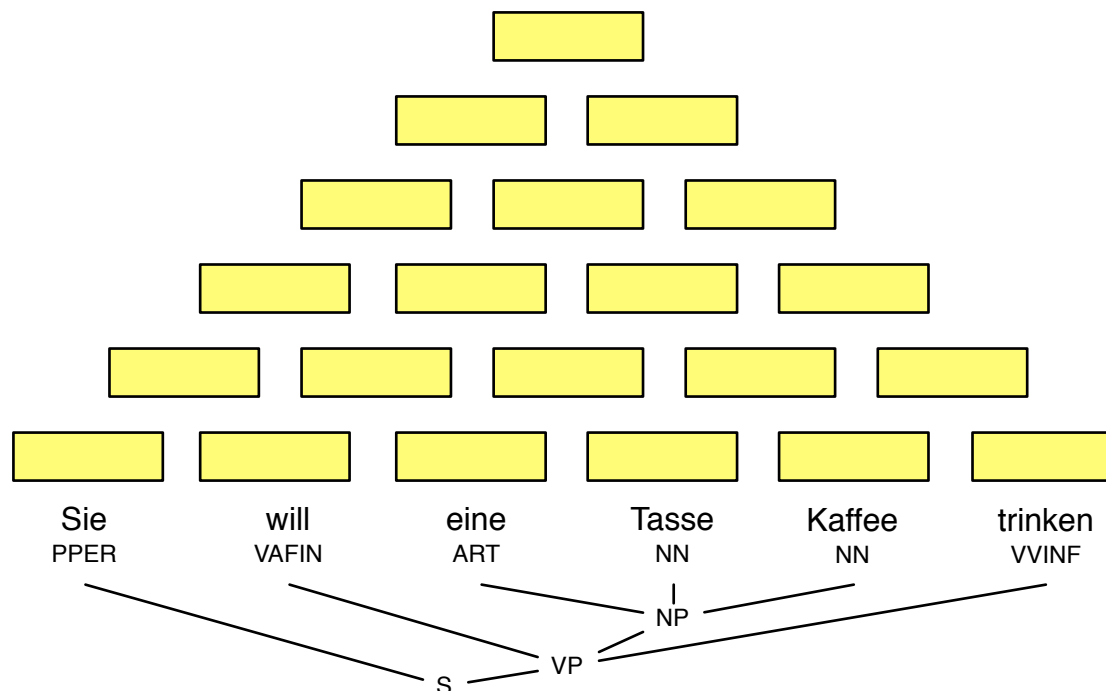 Sie will eine Tasse Kaffee trinken
PPER VAFIN ART NN NN VVINF
NP
VP
S